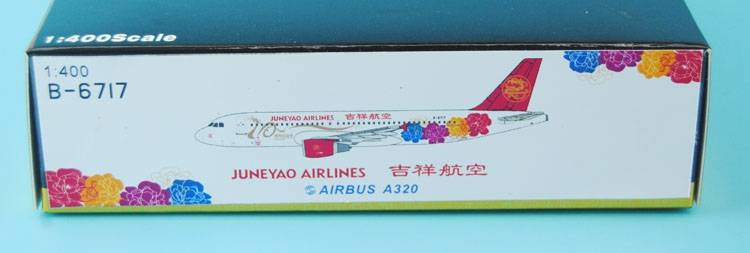 1:400Scale
1:400
B-6717
JUNEYAO AIRLINES 吉祥航空
JUNEYAO AIRLINES 吉祥航空
AIRBUS A320